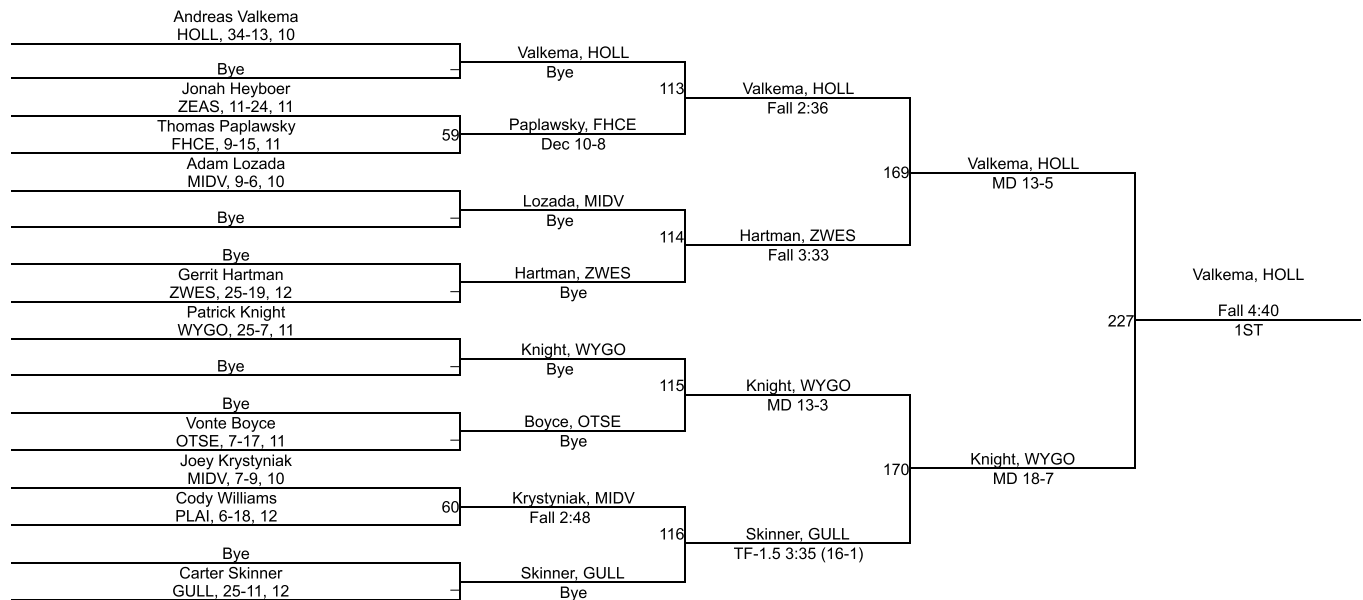 Andreas Valkema
HOLL, 34-13, 10
Bye
Jonah Heyboer
ZEAS, 11-24, 11
Thomas Paplawsky
FHCE, 9-15, 11
59
Adam Lozada
MIDV, 9-6, 10
Bye
Bye
Gerrit Hartman
ZWES, 25-19, 12
Patrick Knight
WYGO, 25-7, 11
Bye
Bye
Vonte Boyce
OTSE, 7-17, 11
Joey Krystyniak
MIDV, 7-9, 10
Cody Williams
PLAI, 6-18, 12
60
Bye
Carter Skinner
GULL, 25-11, 12
Valkema, HOLL
Bye
113
Paplawsky, FHCE
Dec 10-8
Lozada, MIDV
Bye
114
Hartman, ZWES
Bye
Knight, WYGO
Bye
115
Boyce, OTSE
Bye
Krystyniak, MIDV
Fall 2:48
116
Skinner, GULL
Bye
Valkema, HOLL
Fall 2:36
169
Hartman, ZWES
Fall 3:33
Knight, WYGO
MD 13-3
170
Skinner, GULL
TF-1.5 3:35 (16-1)
Valkema, HOLL
MD 13-5
227
Knight, WYGO
MD 18-7
Valkema, HOLL
Fall 4:40
1ST